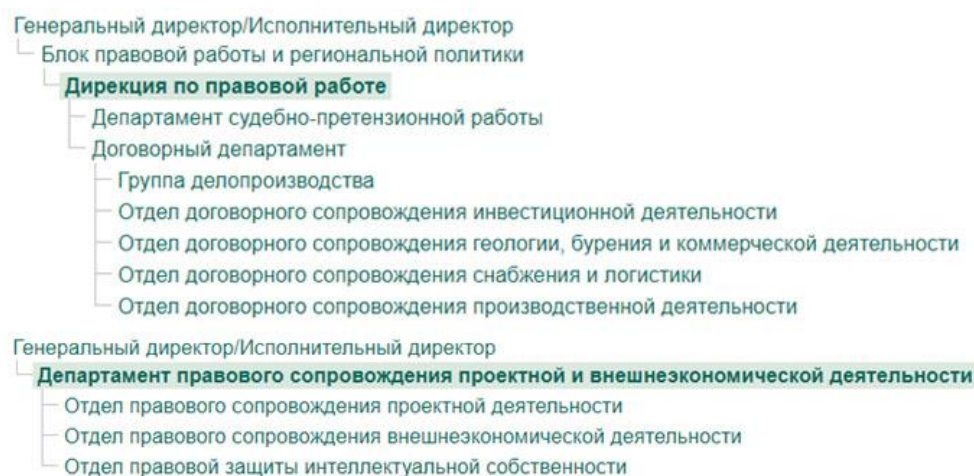 Генеральный директор/Исполнительный директор
Блок правовой работы и региональной политики
Дирекция по правовой работе
Департамент судебно-претензионной работы
Договорный департамент
Группа делопроизводства
Отдел договорного сопровождения инвестиционной деятельности
Отдел договорного сопровождения геологии, бурения и коммерческой деятельности
Отдел договорного сопровождения снабжения и логистики
Отдел договорного сопровождения производственной деятельности
Генеральный директор/Исполнительный директор
Департамент правового сопровождения проектной и внешнеэкономической деятельности
Отдел правового сопровождения проектной деятельности
Отдел правового сопровождения внешнеэкономической деятельности
Отдел правовой защиты интеллектуальной собственности